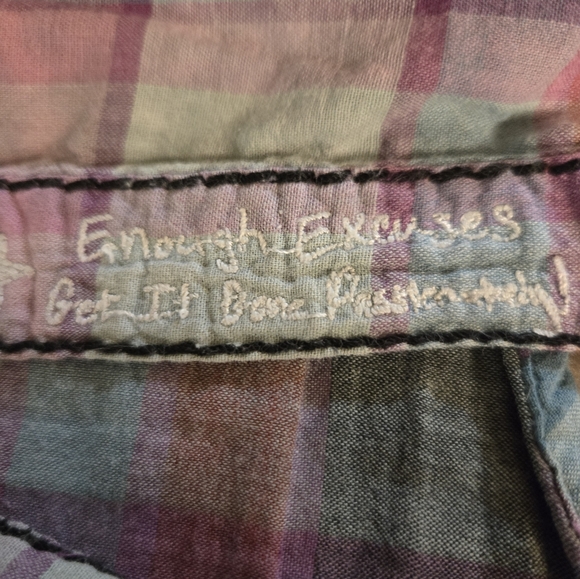 Enough Excuses
Get It Done Passionately!